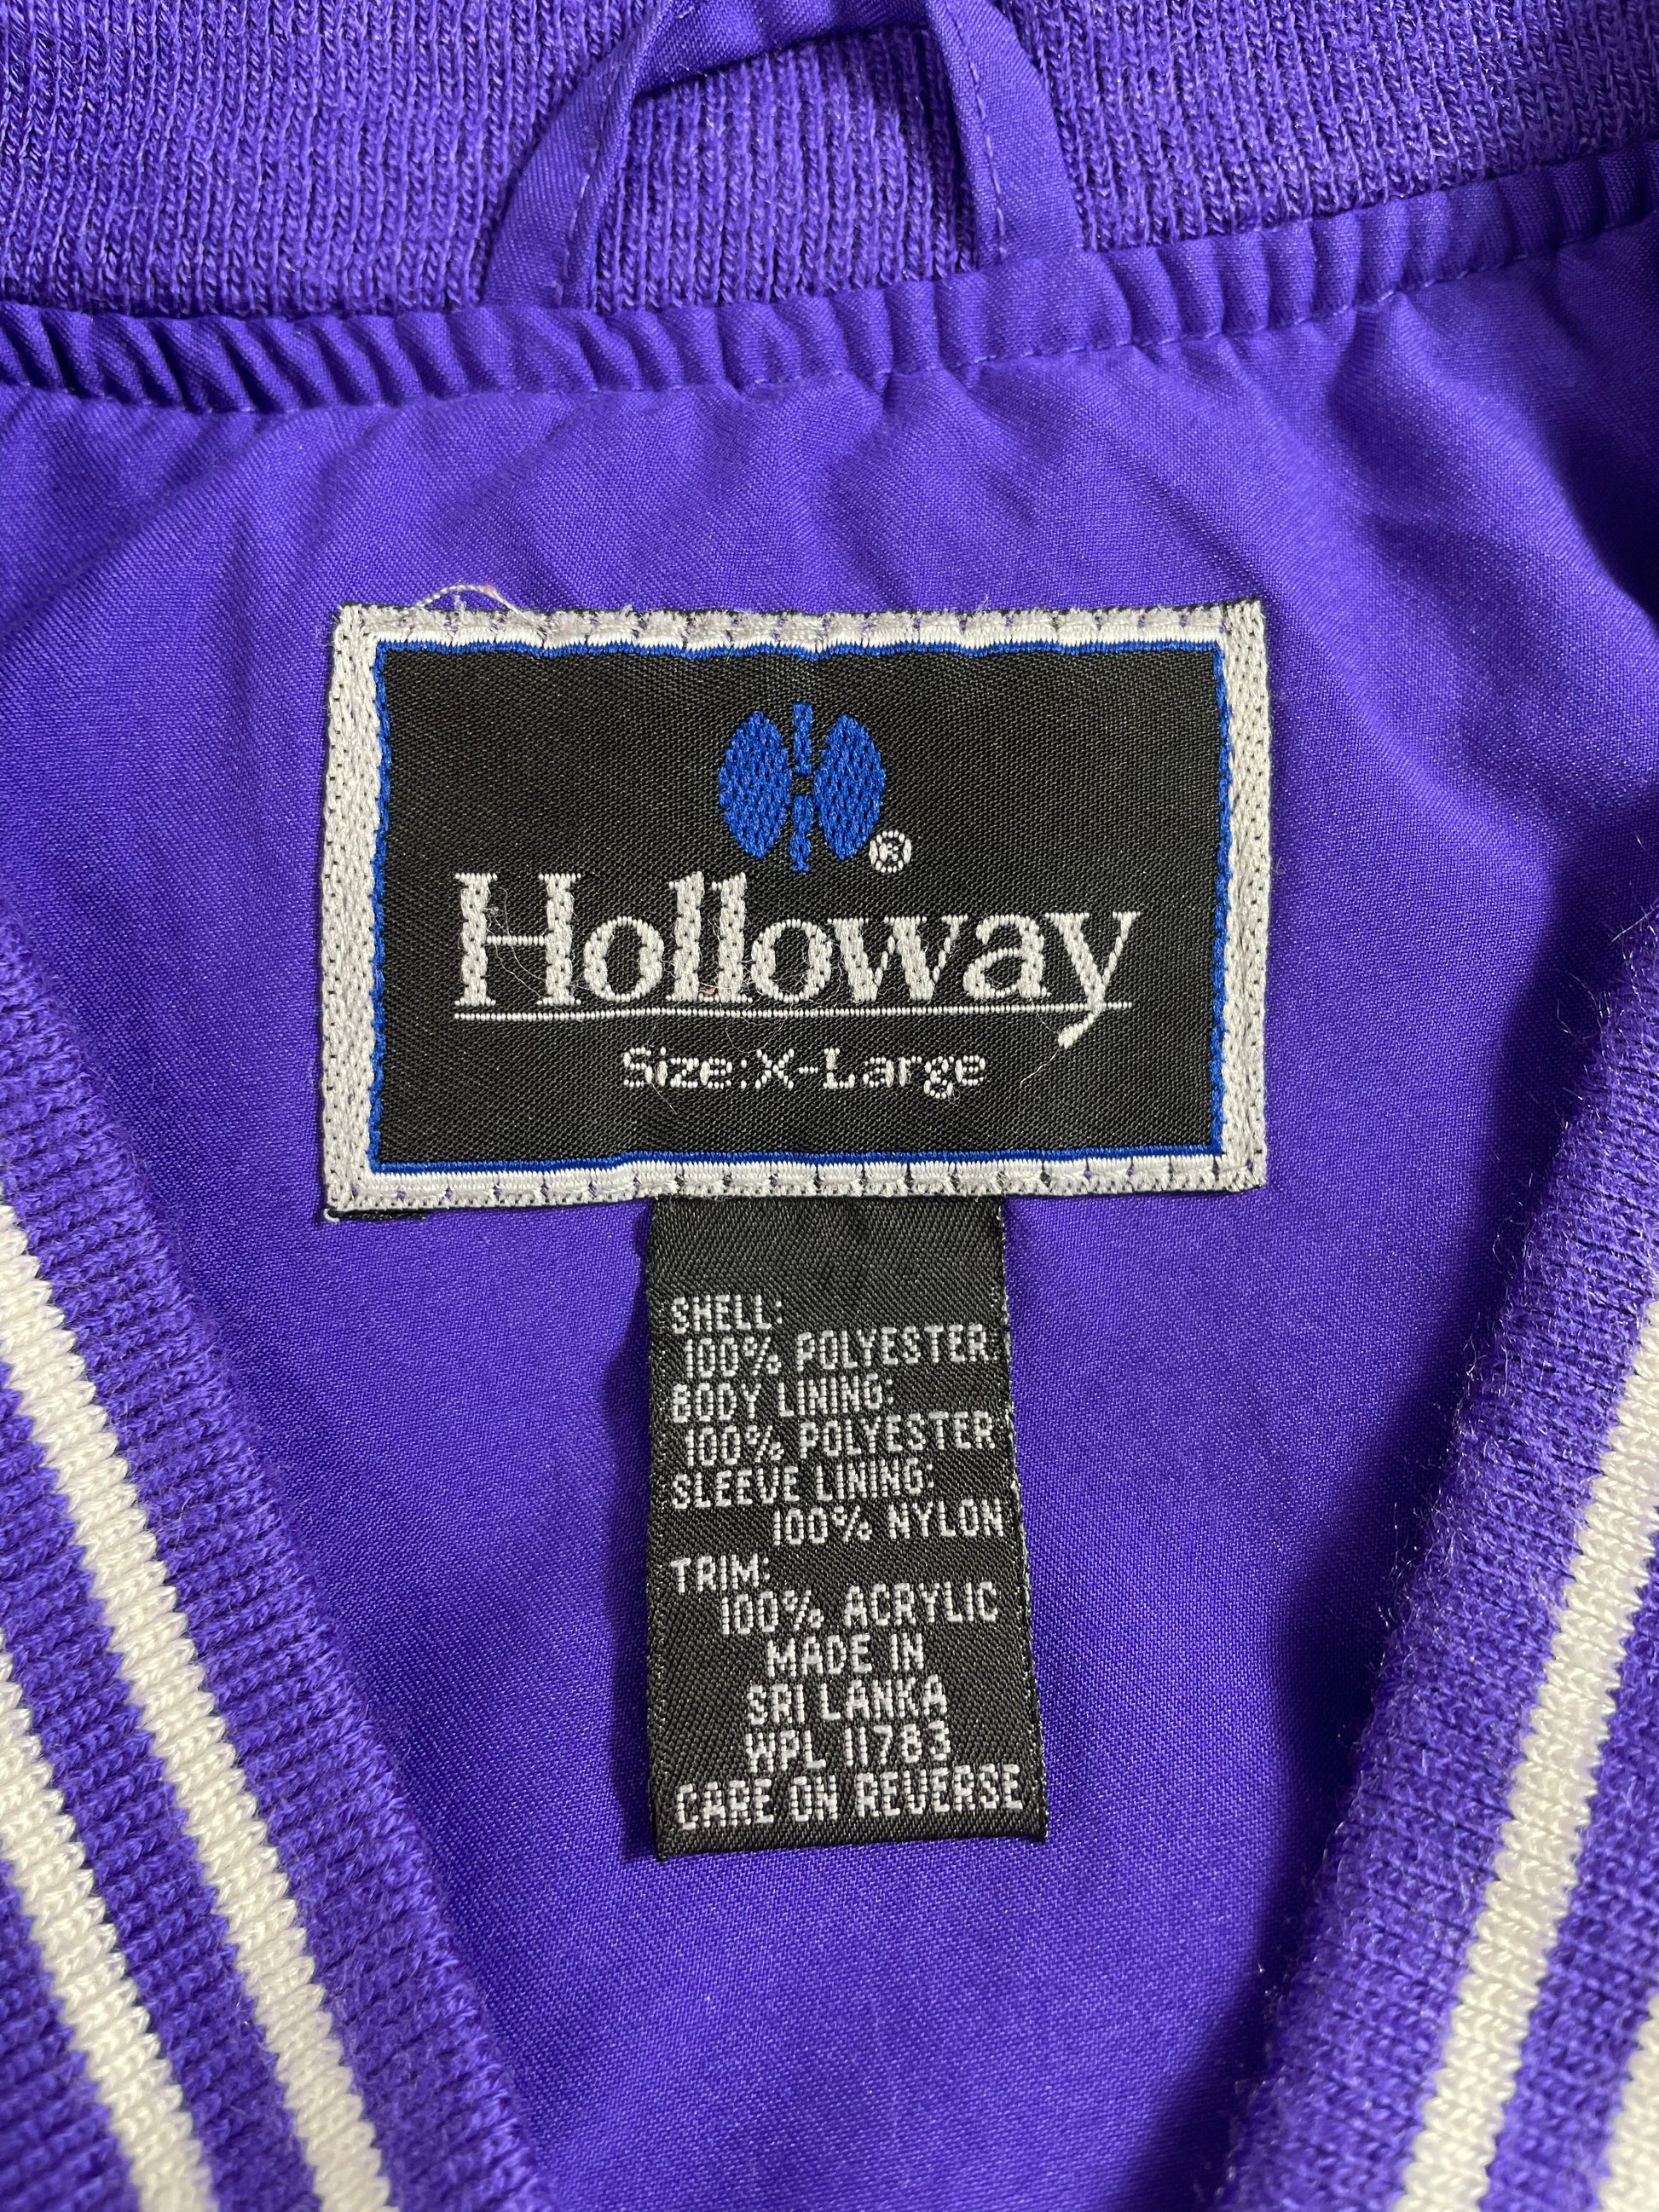 ®
Holloway
Size:X-Large
SHELL:
100% POLYESTER
BODY LINING:
100% POLYESTER
SLEEVE LINING:
100% NYLON
TRIM:
100% ACRYLIC
MADE IN
SRI LANKA
WPL 11783
CARE ON REVERSE